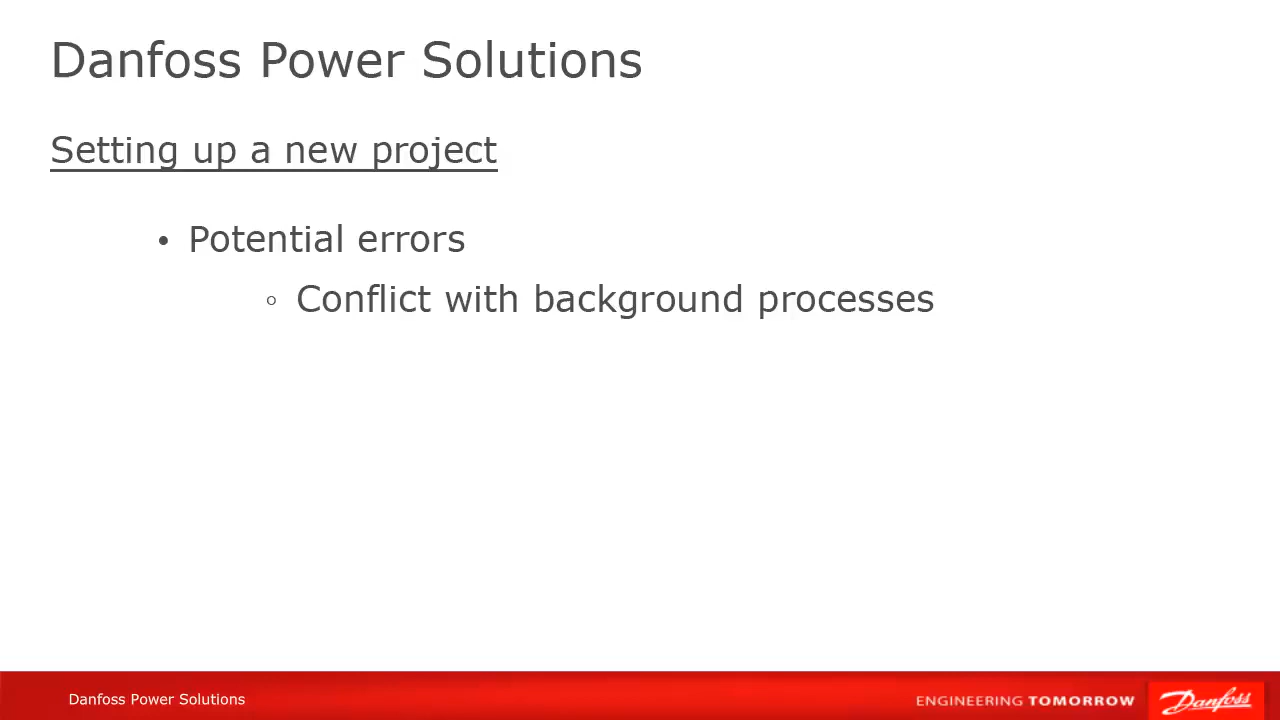 Danfoss Power Solutions
Setting up a new project
• Potential errors
◦ Conflict with background processes
Danfoss Power Solutions
ENGINEERING TOMORROW
Danfoss